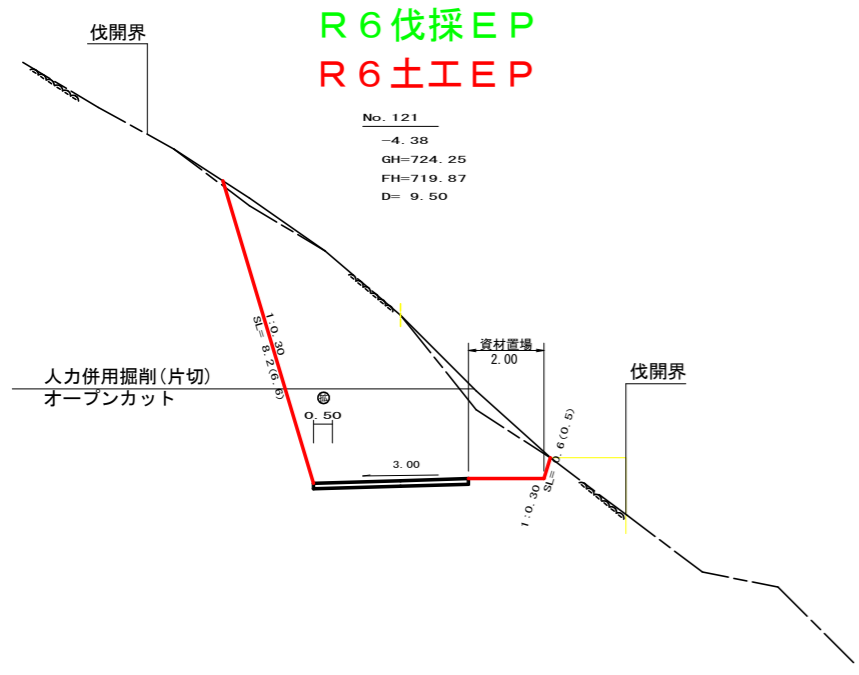 R6伐採EP
R6土工EP
伐開界
No. 121
-4. 38
GH=724. 25
FH=719. 87
D= 9. 50
1:0. 30
SL= 8. 2(6. 6)
資材置場
2. 00
人力併用掘削(片切)
オープンカット
伐開界
0. 50
3. 00
1:0. 30
SL= 0. 6(0. 5)